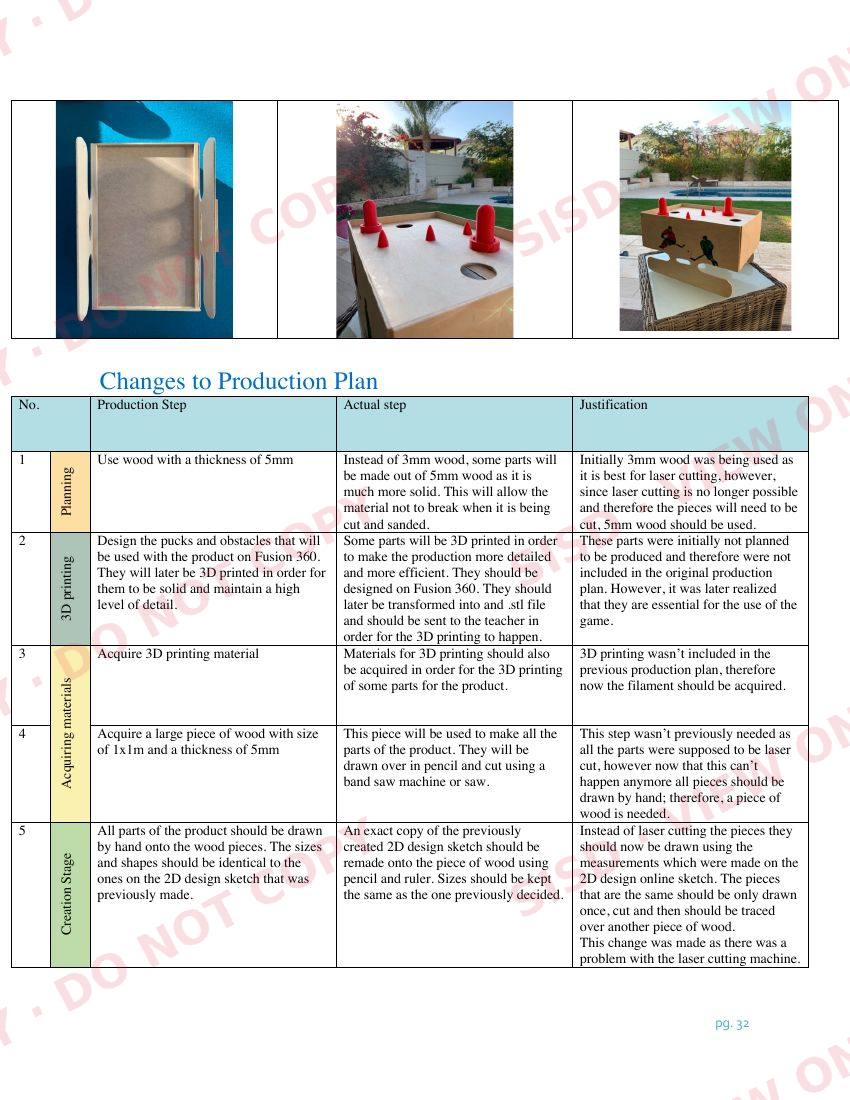 Changes to Production Plan
No.
Production Step
Actual step
Justification
1
Planning
Use wood with a thickness of 5mm
Instead of 3mm wood, some parts will
be made out of 5mm wood as it is
much more solid. This will allow the
material not to break when it is being
cut and sanded.
Initially 3mm wood was being used as
it is best for laser cutting, however,
since laser cutting is no longer possible
and therefore the pieces will need to be
cut, 5mm wood should be used.
2
3D printing
Design the pucks and obstacles that will
be used with the product on Fusion 360.
They will later be 3D printed in order for
them to be solid and maintain a high
level of detail.
Some parts will be 3D printed in order
to make the production more detailed
and more efficient. They should be
designed on Fusion 360. They should
later be transformed into and .stl file
and should be sent to the teacher in
order for the 3D printing to happen.
These parts were initially not planned
to be produced and therefore were not
included in the original production
plan. However, it was later realized
that they are essential for the use of the
game.
3
Acquiring materials
Acquire 3D printing material
Materials for 3D printing should also
be acquired in order for the 3D printing
of some parts for the product.
3D printing wasn't included in the
previous production plan, therefore
now the filament should be acquired.
4
Acquire a large piece of wood with size
of 1x1m and a thickness of 5mm
This piece will be used to make all the
parts of the product. They will be
drawn over in pencil and cut using a
band saw machine or saw.
This step wasn't previously needed as
all the parts were supposed to be laser
cut, however now that this can't
happen anymore all pieces should be
drawn by hand; therefore, a piece of
wood is needed.
5
Creation Stage
All parts of the product should be drawn
by hand onto the wood pieces. The sizes
and shapes should be identical to the
ones on the 2D design sketch that was
previously made.
An exact copy of the previously
created 2D design sketch should be
remade onto the piece of wood using
pencil and ruler. Sizes should be kept
the same as the one previously decided.
Instead of laser cutting the pieces they
should now be drawn using the
measurements which were made on the
2D design online sketch. The pieces
that are the same should be only drawn
once, cut and then should be traced
over another piece of wood.
This change was made as there was a
problem with the laser cutting machine.
pg. 32
SISD · VIEW ONLY · DO NOT COPY